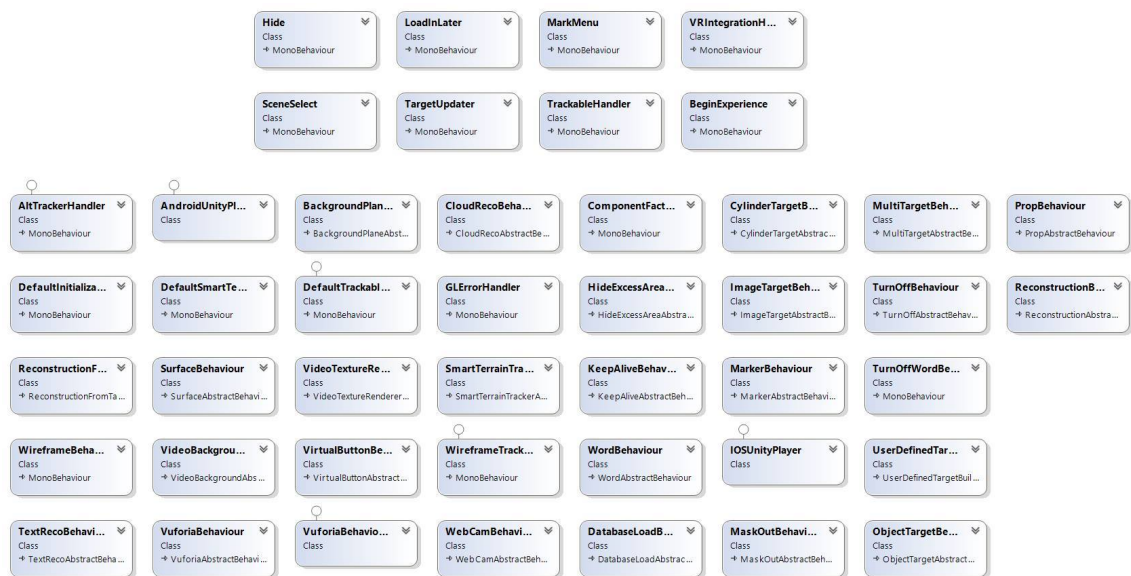 Hide
Class
MonoBehaviour
LoadInLater
Class
MonoBehaviour
MarkMenu
Class
MonoBehaviour
VRIntegrationH...
Class
MonoBehaviour
SceneSelect
Class
MonoBehaviour
TargetUpdater
Class
MonoBehaviour
TrackableHandler
Class
MonoBehaviour
BeginExperience
Class
MonoBehaviour
AltTrackerHandler
Class
MonoBehaviour
AndroidUnityPl...
Class
BackgroundPlan...
Class
BackgroundPlaneAbst...
CloudRecoBeha...
Class
CloudRecoAbstractBe...
ComponentFact...
Class
MonoBehaviour
CylinderTargetB...
Class
CylinderTargetAbstrac...
MultiTargetBeh...
Class
MultiTargetAbstractBe...
PropBehaviour
Class
PropAbstractBehaviour
DefaultInitializa...
Class
MonoBehaviour
DefaultSmartTe...
Class
MonoBehaviour
DefaultTrackabl...
Class
MonoBehaviour
GLErrorHandler
Class
MonoBehaviour
HideExcessArea...
Class
HideExcessAreaAbstra...
ImageTargetBeh...
Class
ImageTargetAbstractB...
TurnOffBehaviour
Class
TurnOffAbstractBehav...
ReconstructionB...
Class
ReconstructionAbstra...
ReconstructionF...
Class
ReconstructionFromTa...
SurfaceBehaviour
Class
SurfaceAbstractBehavi...
VideoTextureRe...
Class
VideoTextureRenderer...
SmartTerrainTra...
Class
SmartTerrainTrackerA...
KeepAliveBehav...
Class
KeepAliveAbstractBeh...
MarkerBehaviour
Class
MarkerAbstractBehavi...
TurnOffWordBe...
Class
MonoBehaviour
WireframeBeha...
Class
MonoBehaviour
VideoBackgrou...
Class
VideoBackgroundAbs...
VirtualButtonBe...
Class
VirtualButtonAbstract...
WireframeTrack...
Class
MonoBehaviour
WordBehaviour
Class
WordAbstractBehaviour
IOSUnityPlayer
Class
UserDefinedTar...
Class
UserDefinedTargetBuil...
TextRecoBehavi...
Class
TextRecoAbstractBeha...
VuforiaBehaviour
Class
VuforiaAbstractBehavi...
VuforiaBehavio...
Class
WebCamBehavi...
Class
WebCamAbstractBeh...
DatabaseLoadB...
Class
DatabaseLoadAbstrac...
MaskOutBehavi...
Class
MaskOutAbstractBeh...
ObjectTargetBe...
Class
ObjectTargetAbstract...